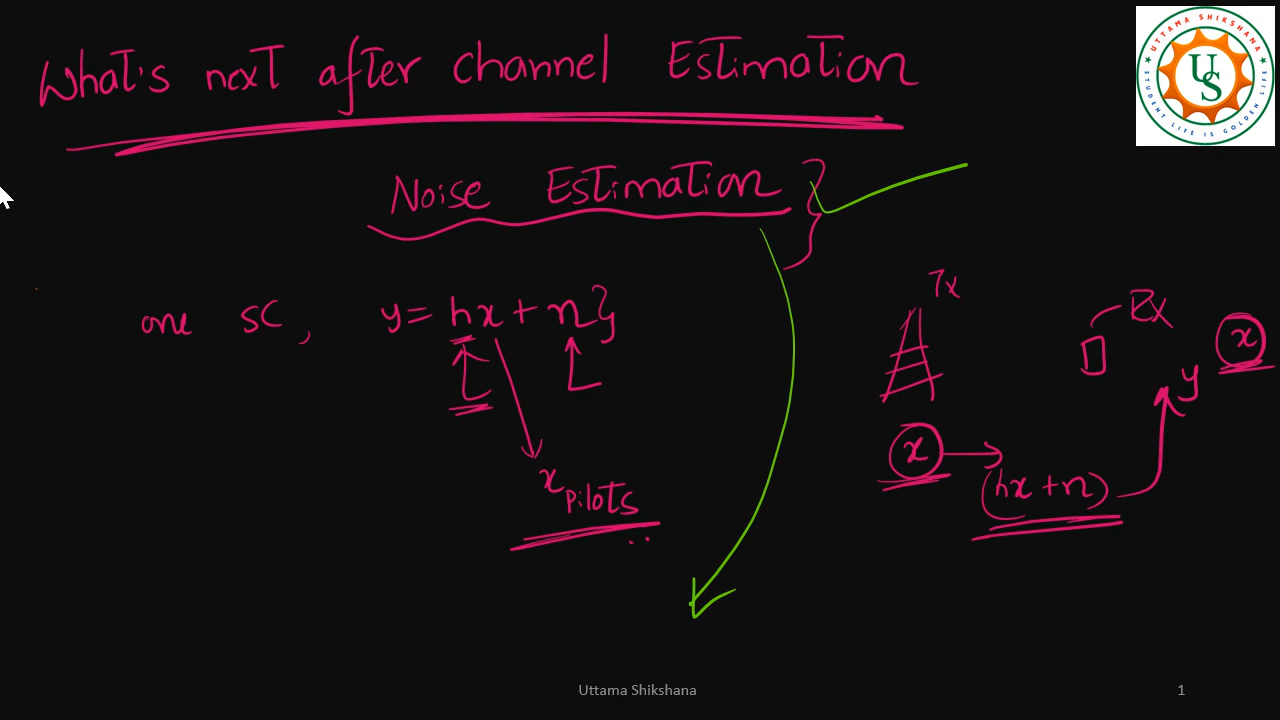 What's next after channel Estimation
UTTAMA SHIKSHANA
US
STUDENT LIFE IS GOLDEN LIFE
Noise Estimation }
one SC, y = hx + n}
x pilots
Tx
Rx
x
y
x
(hx + n)
Uttama Shikshana
1